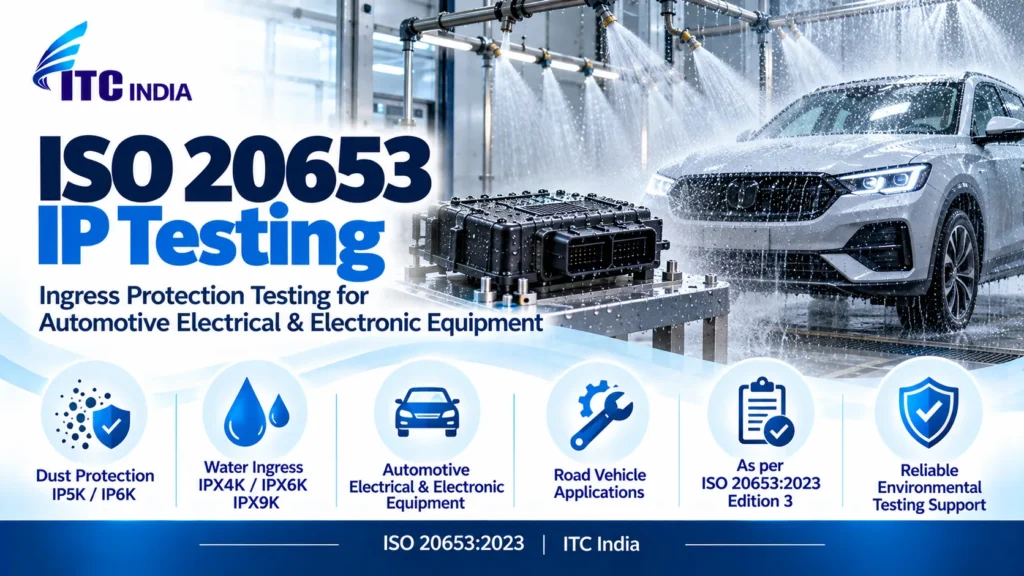 ITC INDIA
ISO 20653
IP Testing
Ingress Protection Testing for
Automotive Electrical & Electronic Equipment
Dust Protection
IP5K / IP6K
Water Ingress
IPX4K / IPX6K
IPX9K
Automotive
Electrical & Electronic
Equipment
Road Vehicle
Applications
As per
ISO 20653:2023
Edition 3
Reliable
Environmental
Testing Support
ISO 20653:2023 | ITC India